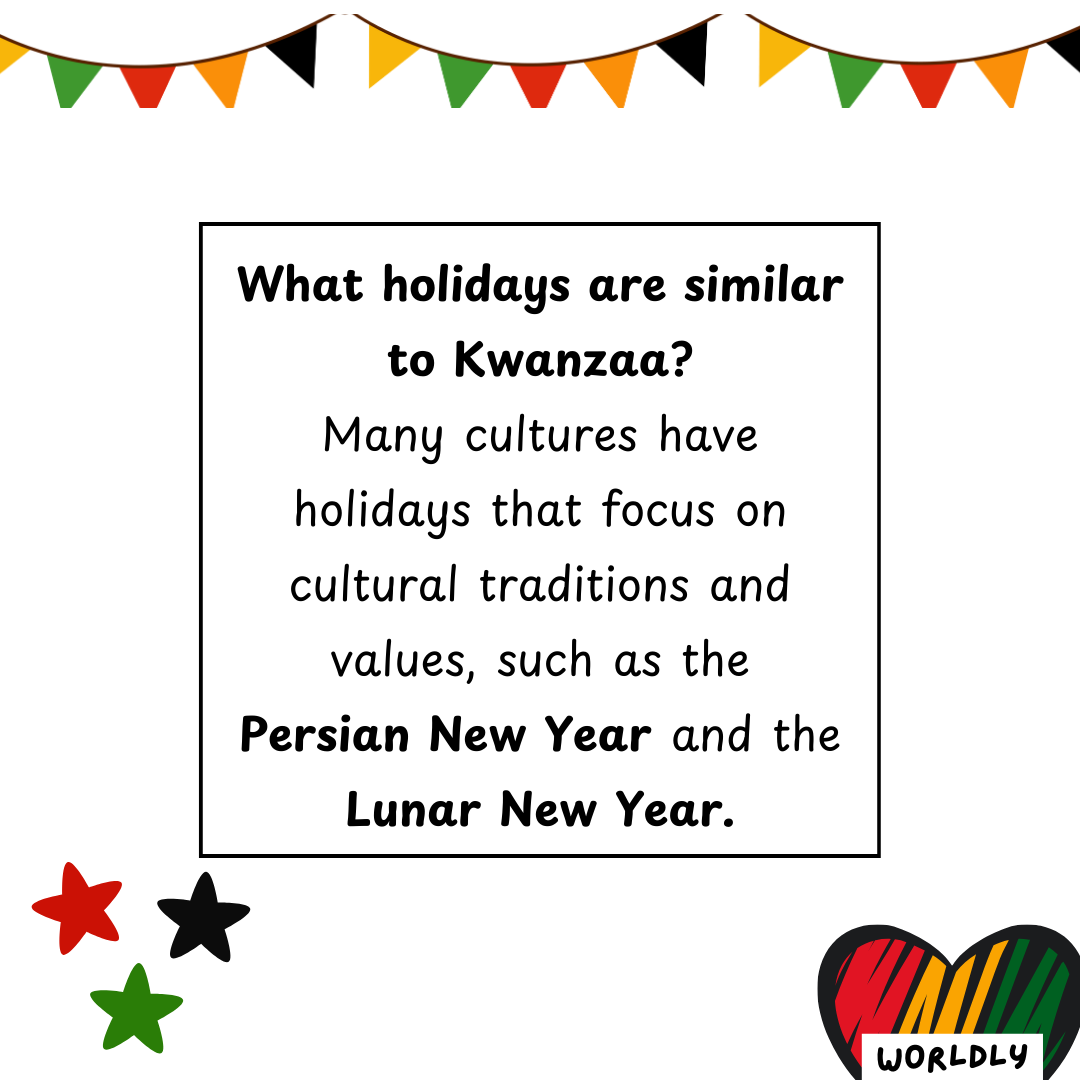 What holidays are similar
to Kwanzaa?
Many cultures have
holidays that focus on
cultural traditions and
values, such as the
Persian New Year and the
Lunar New Year.
WORLDLY